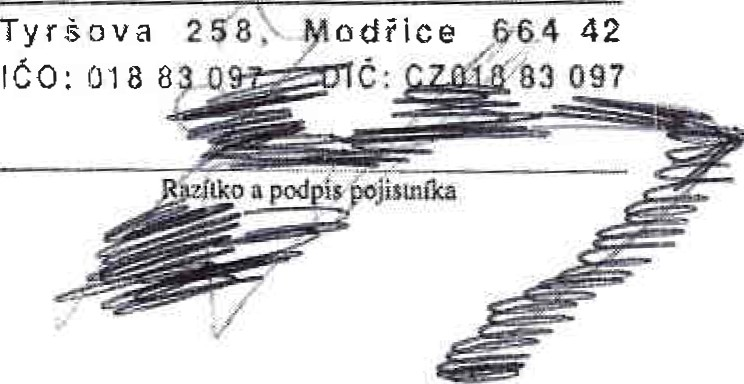 Tyršova 258, Modřice 664 42
IČO: 018 83 097 DIČ: CZ018 83 097
Razítko a podpis pojistníka